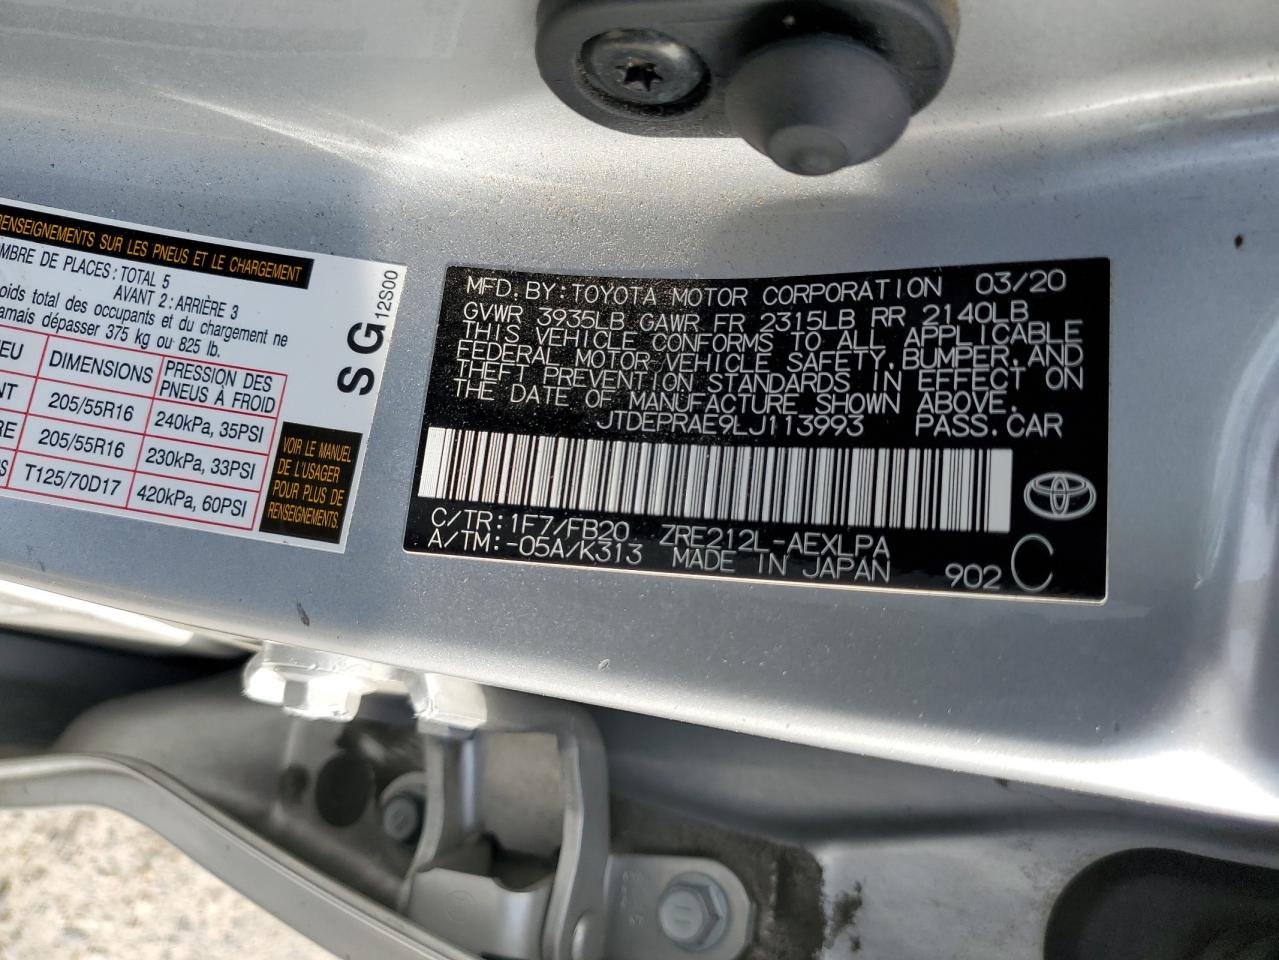 RENSEIGNEMENTS SUR LES PNEUS ET LE CHARGEMENT
MBRE DE PLACES: TOTAL 5
AVANT 2: ARRIÈRE 3
oids total des occupants et du chargement ne
amais dépasser 375 kg ou 825 lb.
EU DIMENSIONS PRESSION DES PNEUS À FROID
NT 205/55R16 240kPa, 35PSI
RE 205/55R16 230kPa, 33PSI
S T125/70D17 420kPa, 60PSI
VOIR LE MANUEL
DE L'USAGER
POUR PLUS DE
RENSEIGNEMENTS.
SG
12S00
MFD. BY: TOYOTA MOTOR CORPORATION 03/20
GVWR 3935LB GAWR FR 2315LB RR 2140LB
THIS VEHICLE CONFORMS TO ALL APPLICABLE
FEDERAL MOTOR VEHICLE SAFETY, BUMPER, AND
THEFT PREVENTION STANDARDS IN EFFECT ON
THE DATE OF MANUFACTURE SHOWN ABOVE.
JTDEPRAE9LJ113993 PASS.CAR
C/TR: 1F7/FB20 ZRE212L-AEXLPA
A/TM: -05A/K313 MADE IN JAPAN 902 C